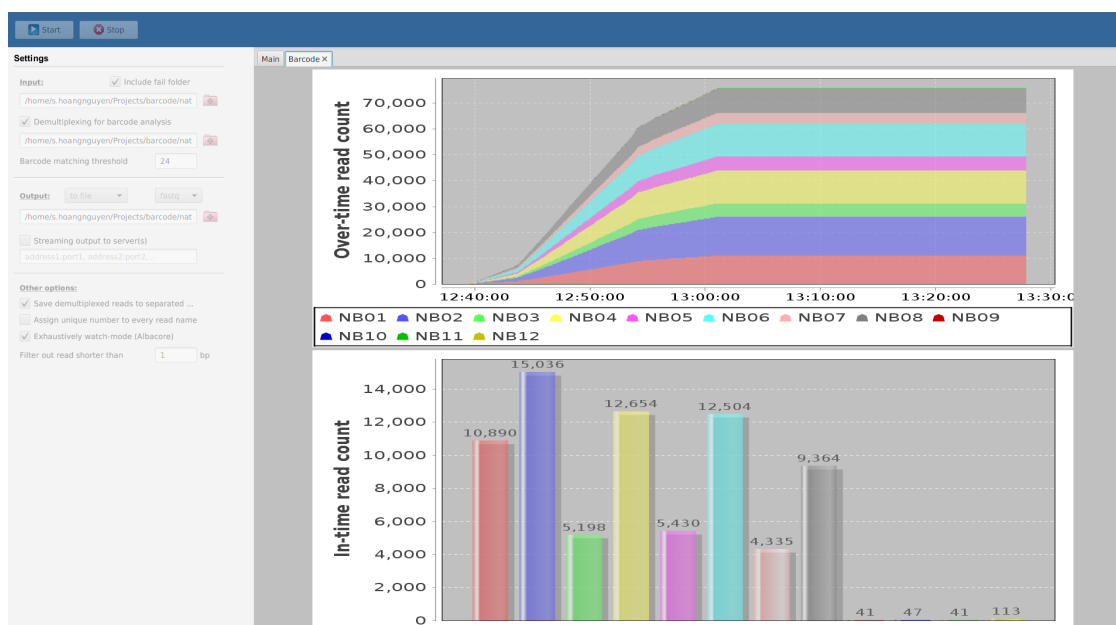 Start Stop
Settings
Input: Include fail folder
/home/s.hoangnguyen/Projects/barcode/nat
Demultiplexing for barcode analysis
/home/s.hoangnguyen/Projects/barcode/nat
Barcode matching threshold 24
Output: to file fastq
/home/s.hoangnguyen/Projects/barcode/nat
Streaming output to server(s)
address1:port1, address2:port2,...
Other options:
Save demultiplexed reads to separated ...
Assign unique number to every read name
Exhaustively watch-mode (Albacore)
Filter out read shorter than 1 bp
Main Barcode ×
Over-time read count
70,000
60,000
50,000
40,000
30,000
20,000
10,000
0
12:40:00 12:50:00 13:00:00 13:10:00 13:20:00 13:30:0
NB01 NB02 NB03 NB04 NB05 NB06 NB07 NB08 NB09
NB10 NB11 NB12
In-time read count
14,000
12,000
10,000
8,000
6,000
4,000
2,000
0
10,890 15,036 5,198 12,654 5,430 12,504 4,335 9,364 41 47 41 113